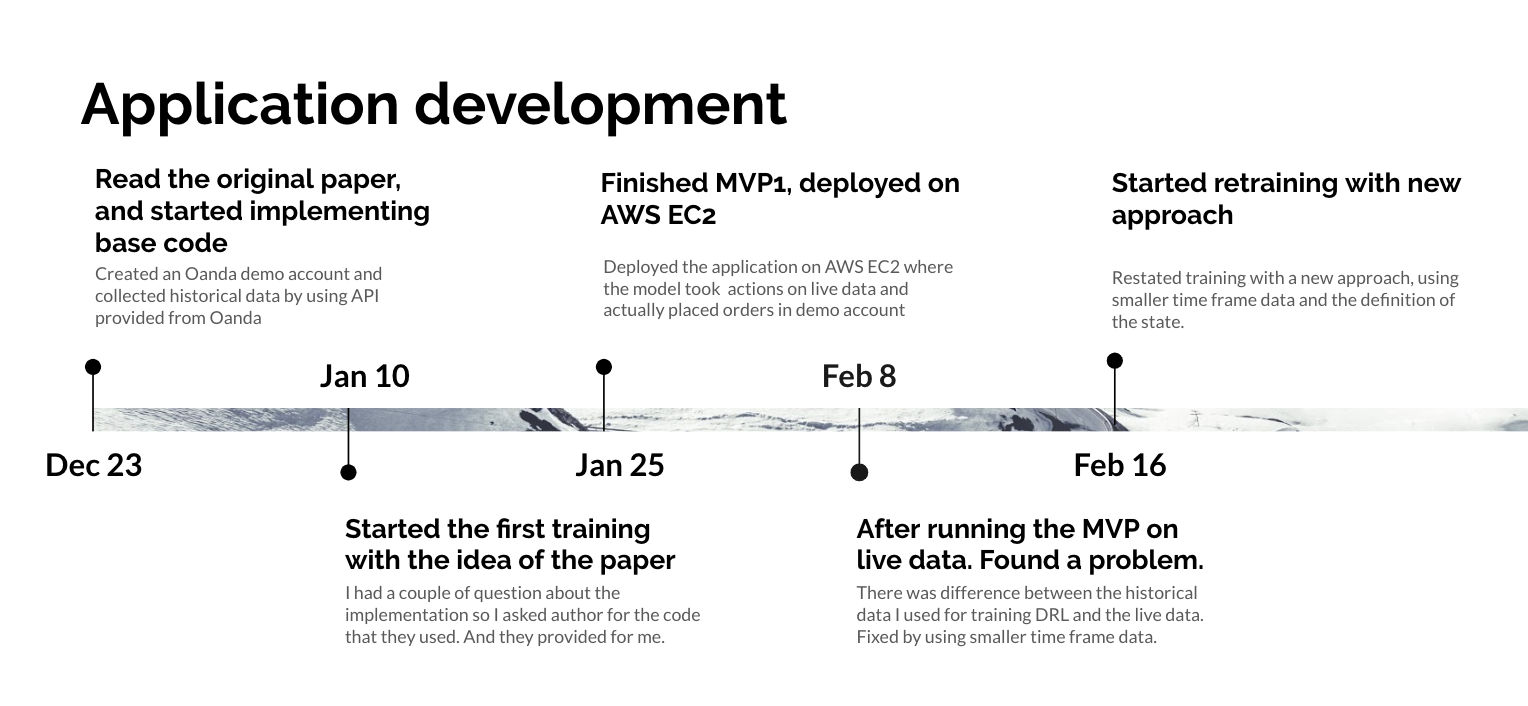 Application development
Read the original paper,
and started implementing
base code
Created an Oanda demo account and
collected historical data by using API
provided from Oanda
Dec 23
Jan 10
Started the first training
with the idea of the paper
I had a couple of question about the
implementation so I asked author for the code
that they used. And they provided for me.
Finished MVP1, deployed on
AWS EC2
Deployed the application on AWS EC2 where
the model took  actions on live data and
actually placed orders in demo account
Jan 25
Feb 8
After running the MVP on
live data. Found a problem.
There was difference between the historical
data I used for training DRL and the live data.
Fixed by using smaller time frame data.
Started retraining with new
approach
Restated training with a new approach, using
smaller time frame data and the definition of
the state.
Feb 16